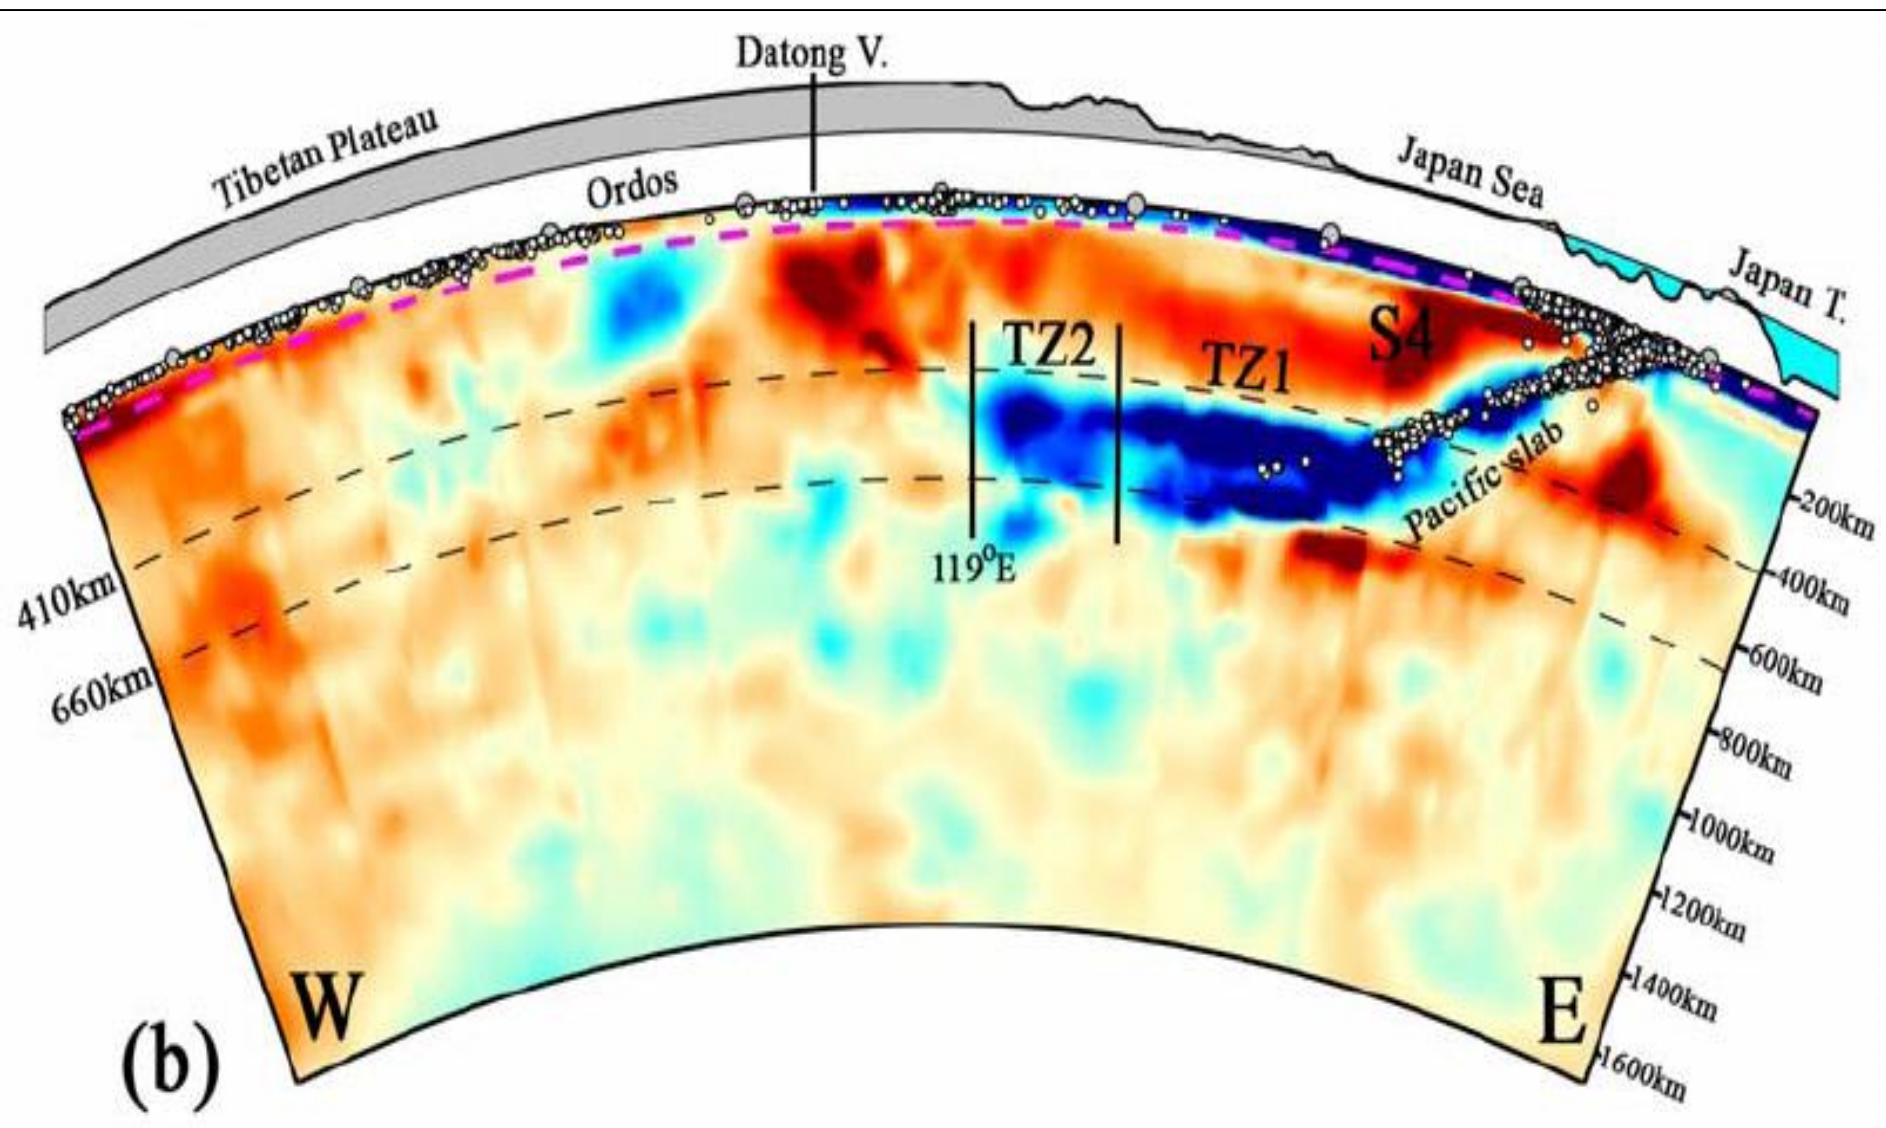 Datong V.
Tibetan Plateau
Ordos
Japan Sea
Japan T.
S4
TZ2
TZ1
Pacific slab
119°E
410km
660km
200km
400km
600km
800km
1000km
1200km
1400km
1600km
W
E
(b)